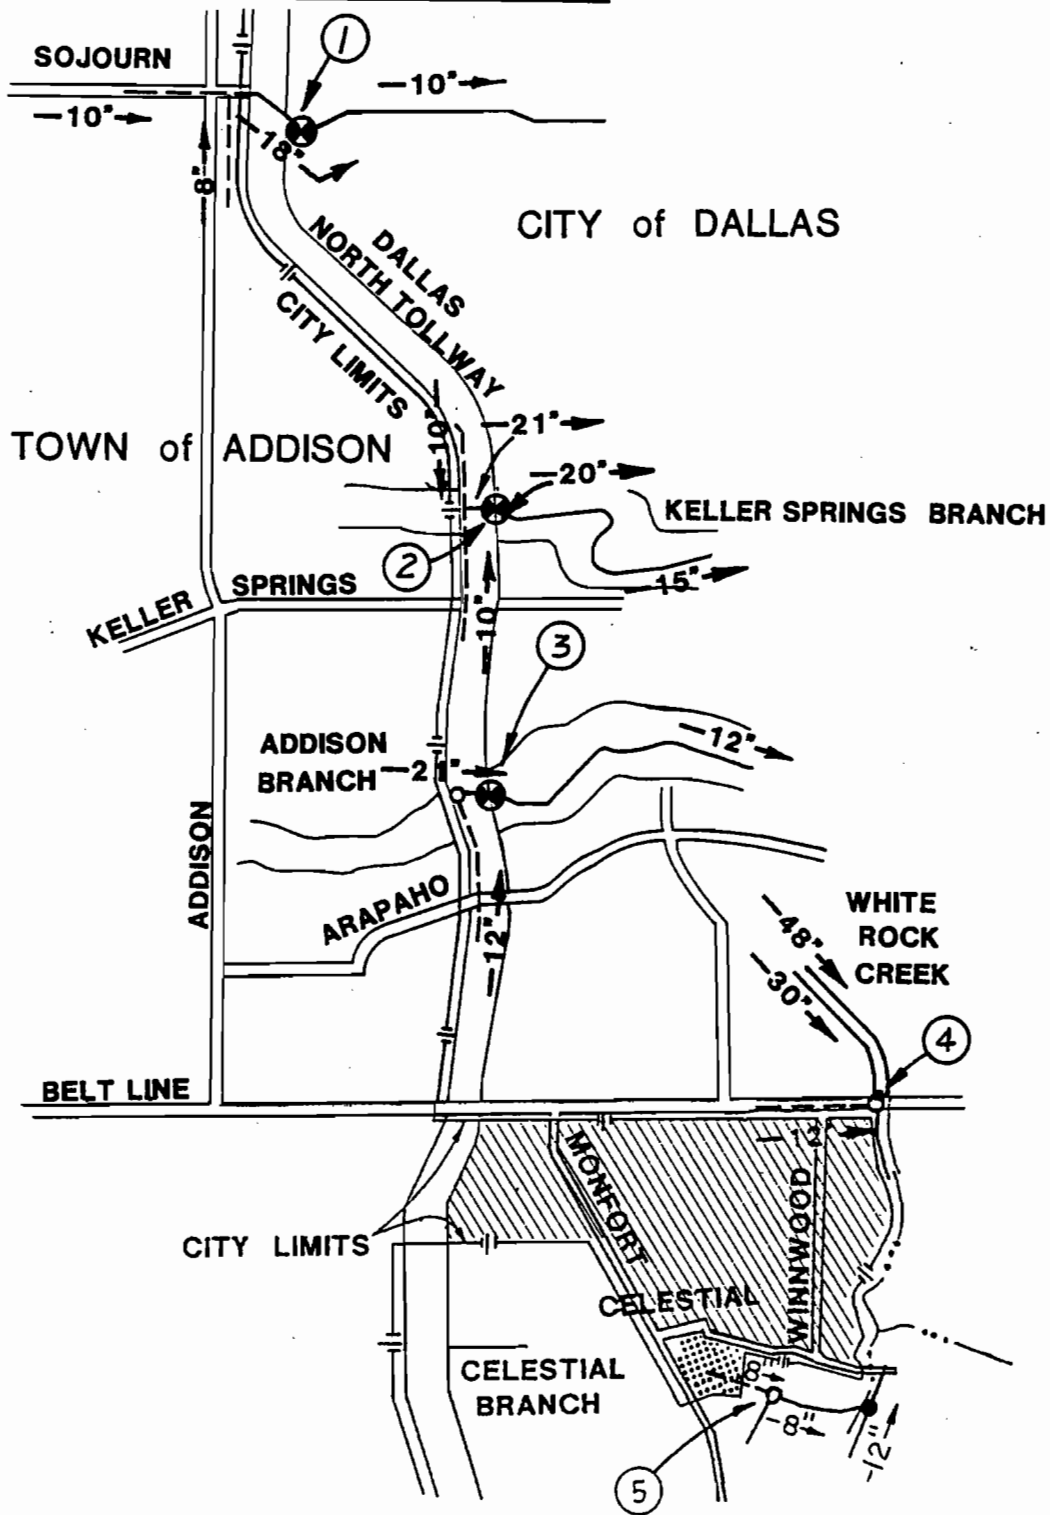 1
SOJOURN
10"
10"
18"
8"
CITY of DALLAS
DALLAS
NORTH TOLLWAY
CITY LIMITS
10"
21"
TOWN of ADDISON
20"
KELLER SPRINGS BRANCH
2
15"
KELLER SPRINGS
10"
3
ADDISON
BRANCH
21"
12"
ADDISON
ARAPAHO
12"
WHITE
ROCK
CREEK
48"
30"
4
BELT LINE
MONFORT
WINNWOOD
CITY LIMITS
CELESTIAL
CELESTIAL
BRANCH
8"
8"
12"
5